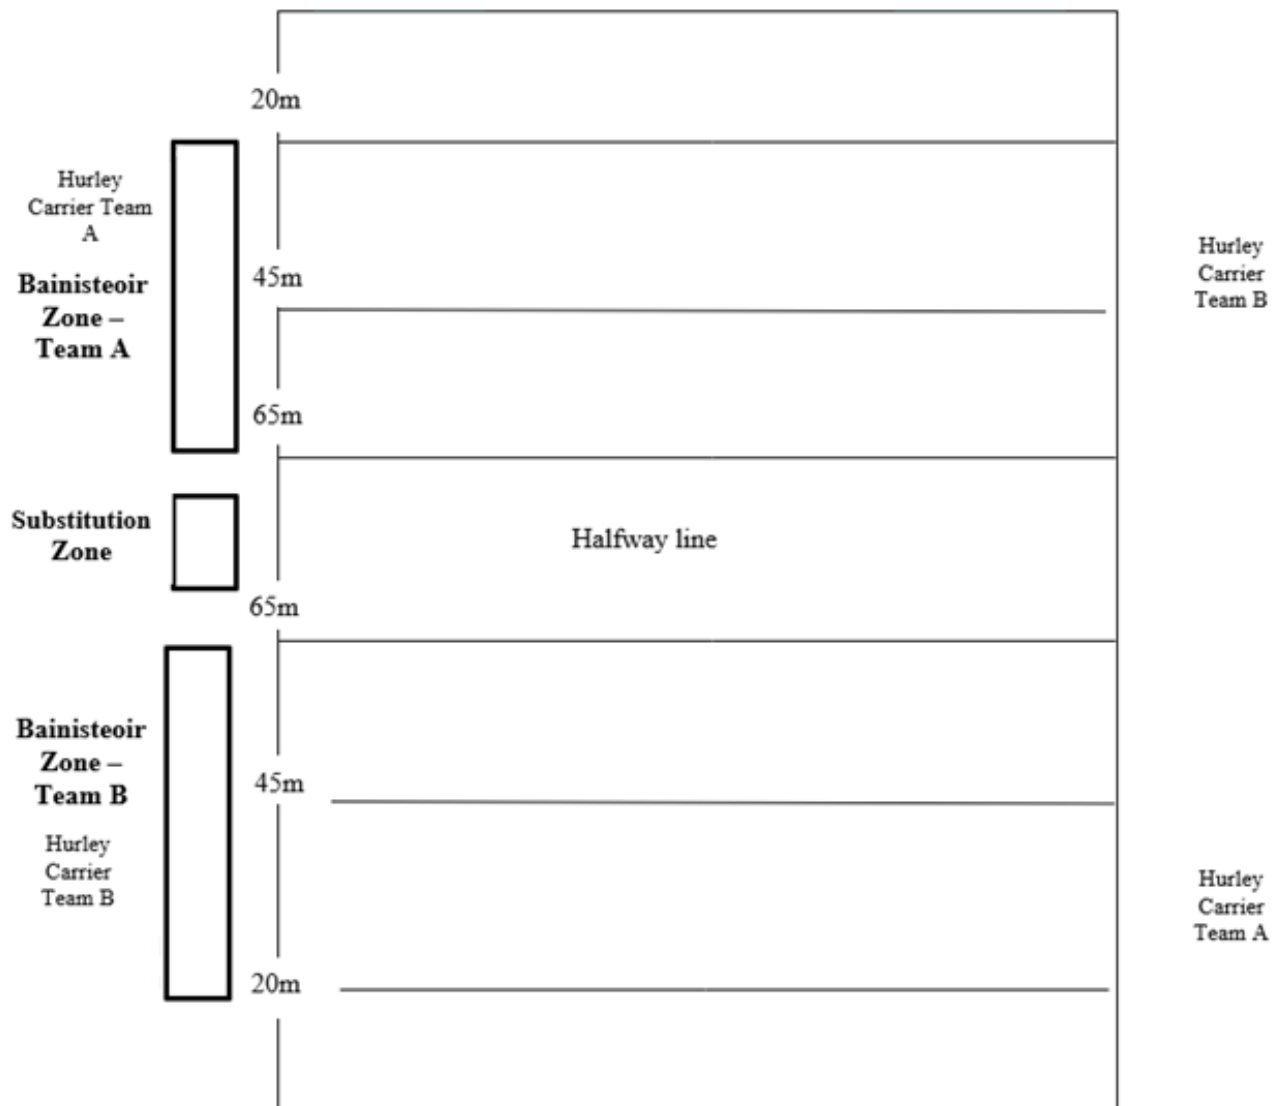 20m
Hurley
Carrier Team
A
Bainisteoir
Zone –
Team A
45m
Hurley
Carrier
Team B
65m
Substitution
Zone
Halfway line
65m
Bainisteoir
Zone –
Team B
45m
Hurley
Carrier
Team B
Hurley
Carrier
Team A
20m